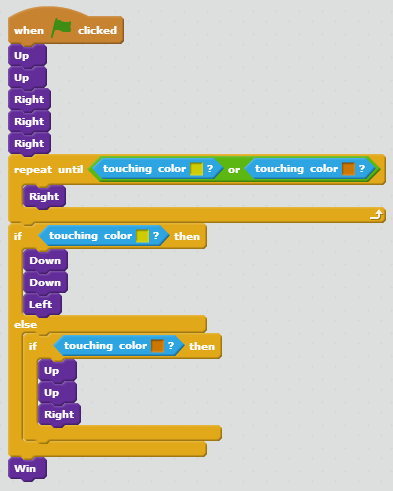 when clicked
Up
Up
Right
Right
Right
repeat until touching color ? or touching color ?
Right
if touching color ? then
Down
Down
Left
else
if touching color ? then
Up
Up
Right
Win